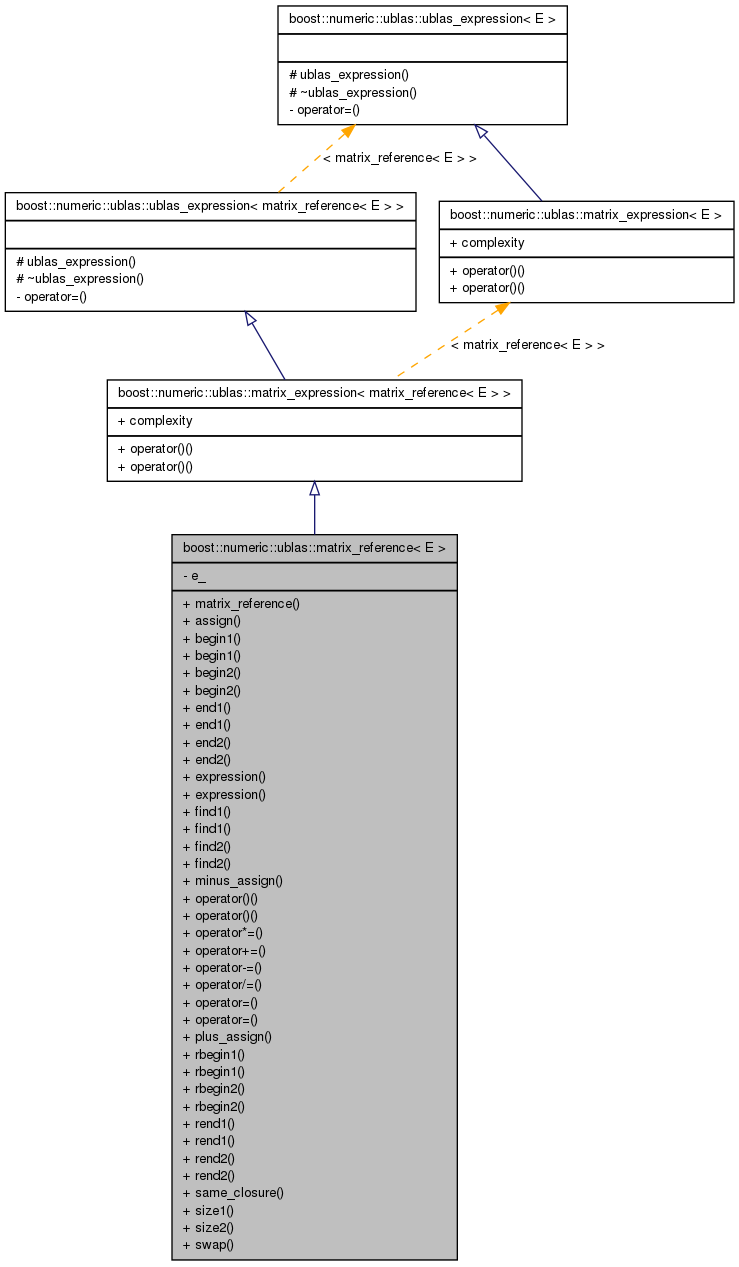 boost::numeric::ublas::ublas_expression< E >
# ublas_expression()
# ~ublas_expression()
- operator=()
< matrix_reference< E > >
boost::numeric::ublas::ublas_expression< matrix_reference< E > >
# ublas_expression()
# ~ublas_expression()
- operator=()
boost::numeric::ublas::matrix_expression< E >
+ complexity
+ operator()()
+ operator()()
< matrix_reference< E > >
boost::numeric::ublas::matrix_expression< matrix_reference< E > >
+ complexity
+ operator()()
+ operator()()
boost::numeric::ublas::matrix_reference< E >
- e_
+ matrix_reference()
+ assign()
+ begin1()
+ begin1()
+ begin2()
+ begin2()
+ end1()
+ end1()
+ end2()
+ end2()
+ expression()
+ expression()
+ find1()
+ find1()
+ find2()
+ find2()
+ minus_assign()
+ operator()()
+ operator()()
+ operator*=()
+ operator+=()
+ operator-=()
+ operator/=()
+ operator=()
+ operator=()
+ plus_assign()
+ rbegin1()
+ rbegin1()
+ rbegin2()
+ rbegin2()
+ rend1()
+ rend1()
+ rend2()
+ rend2()
+ same_closure()
+ size1()
+ size2()
+ swap()